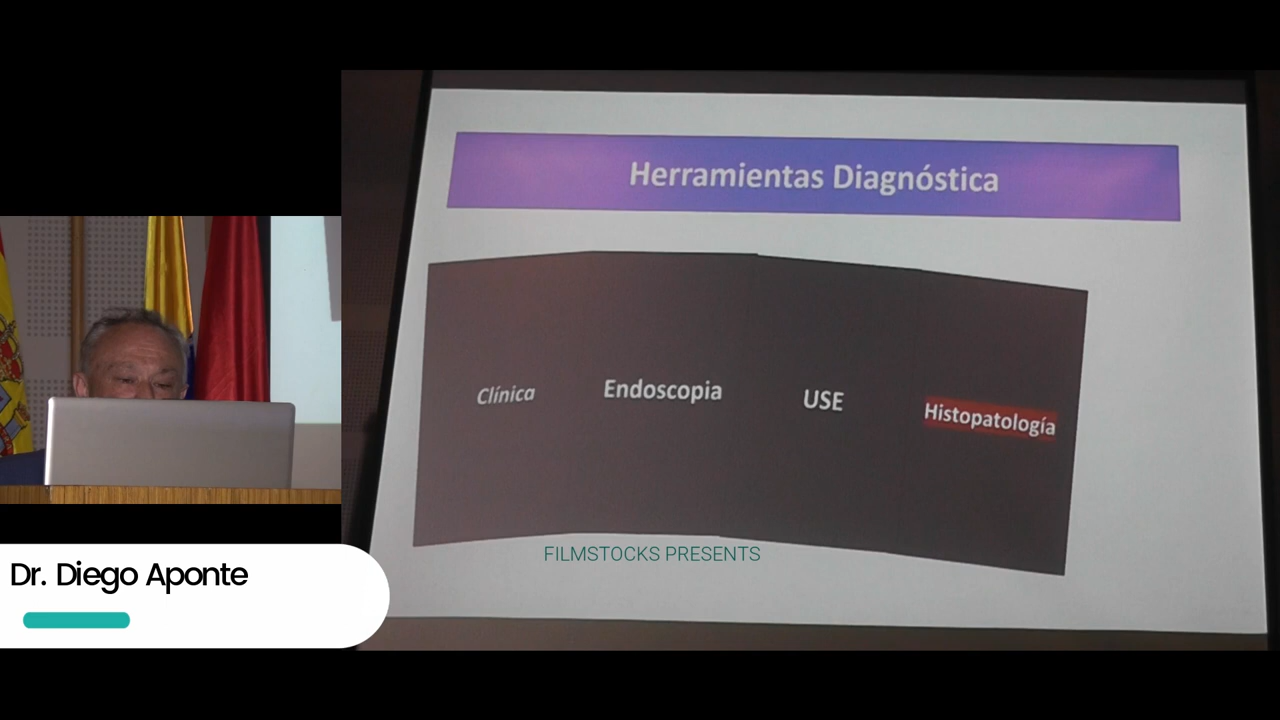 Herramientas Diagnóstica
Clínica
Endoscopia
USE
Histopatología
FILMSTOCKS PRESENTS
Dr. Diego Aponte